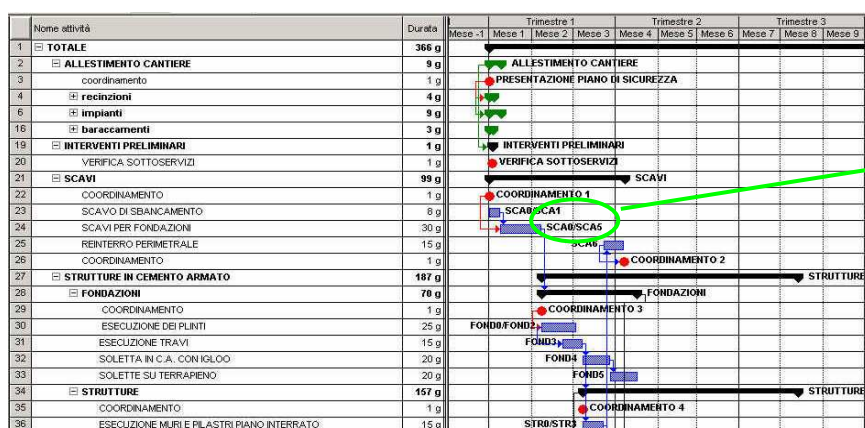 Nome attività Durata Trimestre 1 Trimestre 2 Trimestre 3
Mese -1 Mese 1 Mese 2 Mese 3 Mese 4 Mese 5 Mese 6 Mese 7 Mese 8 Mese 9
1 TOTALE 366 g
2 ALLESTIMENTO CANTIERE 9 g ALLESTIMENTO CANTIERE
3 coordinamento 1 g PRESENTAZIONE PIANO DI SICUREZZA
4 recinzioni 4 g
6 impianti 9 g
16 baraccamenti 3 g
19 INTERVENTI PRELIMINARI 1 g INTERVENTI PRELIMINARI
20 VERIFICA SOTTOSERVIZI 1 g VERIFICA SOTTOSERVIZI
21 SCAVI 99 g SCAVI
22 COORDINAMENTO 1 g COORDINAMENTO 1
23 SCAVO DI SBANCAMENTO 8 g SCA0/SCA1
24 SCAVI PER FONDAZIONI 30 g SCA0/SCA5
25 REINTERRO PERIMETRALE 15 g SCA6
26 COORDINAMENTO 1 g COORDINAMENTO 2
27 STRUTTURE IN CEMENTO ARMATO 187 g STRUTTURE
28 FONDAZIONI 70 g FONDAZIONI
29 COORDINAMENTO 1 g COORDINAMENTO 3
30 ESECUZIONE DEI PLINTI 25 g FOND0/FOND2
31 ESECUZIONE TRAVI 15 g FOND3
32 SOLETTA IN C.A. CON IGLOO 20 g FOND4
33 SOLETTE SU TERRAPIENO 20 g FOND5
34 STRUTTURE 157 g STRUTTURE
35 COORDINAMENTO 1 g COORDINAMENTO 4
36 ESECUZIONE MURI E PILASTRI PIANO INTERRATO 15 g STR0/STR3